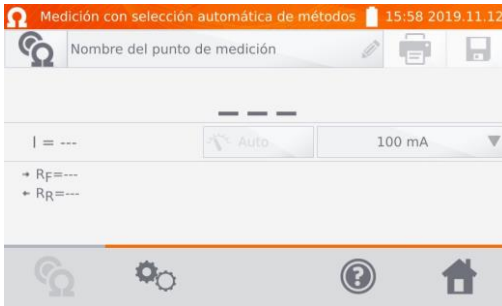 Ω Medición con selección automática de métodos 15:58 2019.11.12
Nombre del punto de medición
---
I = --- Auto 100 mA
→ RF=---
← RR=---